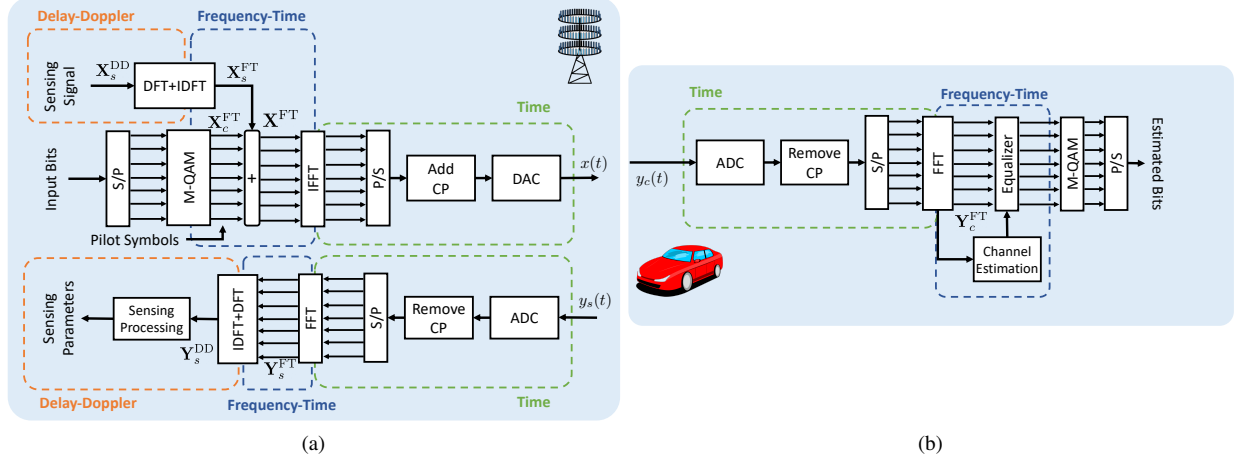 Delay-Doppler
Frequency-Time
Sensing
Signal
X_s^DD
DFT+IDFT
X_s^FT
X_c^FT
X^FT
Time
Input Bits
S/P
M-QAM
+
IFFT
P/S
Add
CP
DAC
x(t)
Pilot Symbols
Sensing
Parameters
Sensing
Processing
Y_s^DD
IDFT+DFT
Y_s^FT
FFT
S/P
Remove
CP
ADC
y_s(t)
Delay-Doppler
Frequency-Time
Time
(a)
Time
Frequency-Time
y_c(t)
ADC
Remove
CP
S/P
FFT
Equalizer
M-QAM
P/S
Estimated
Bits
Y_c^FT
Channel
Estimation
(b)